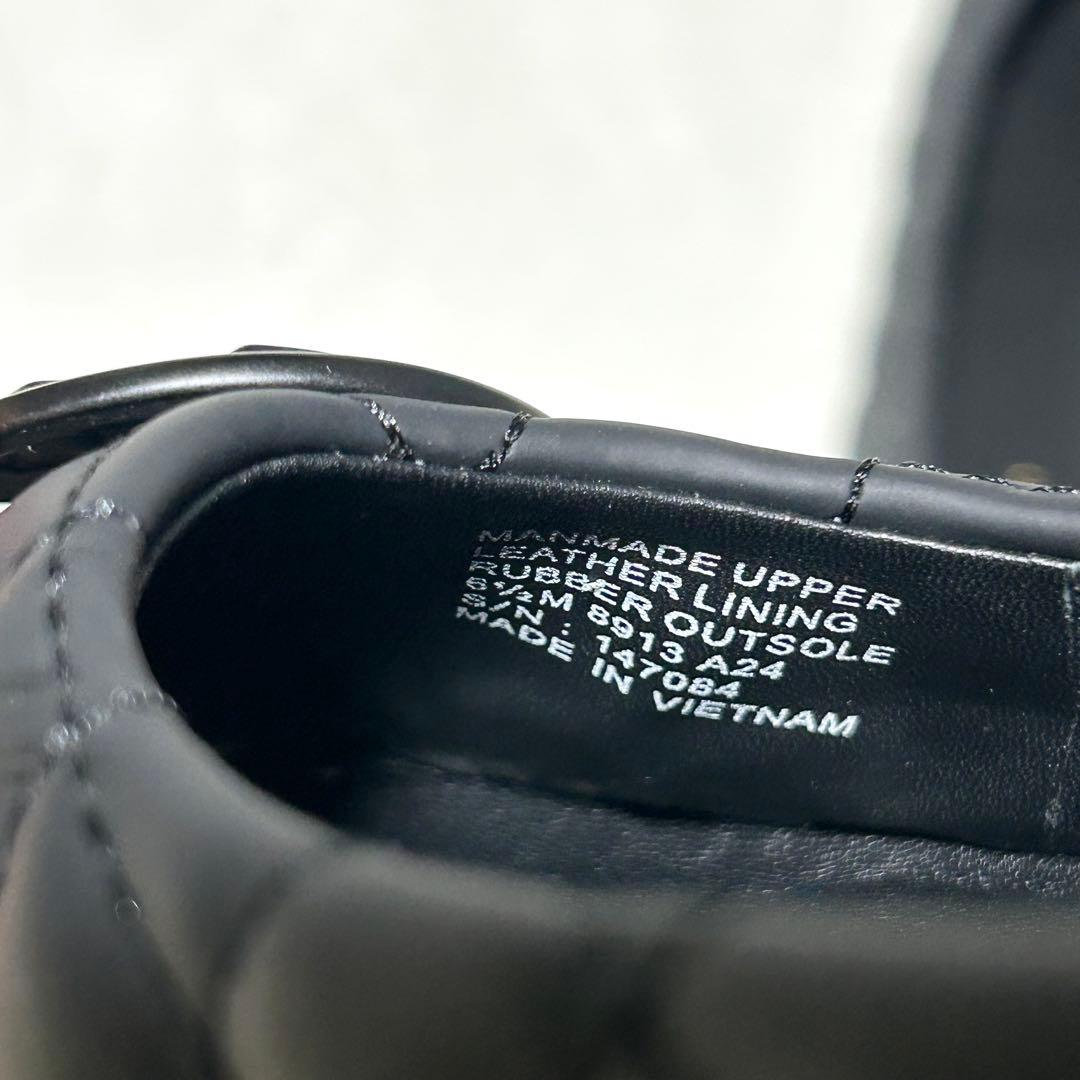 MANMADE UPPER
LEATHER LINING
RUBBER OUTSOLE
6½M 8913 A24
S/N : 147084
MADE IN VIETNAM